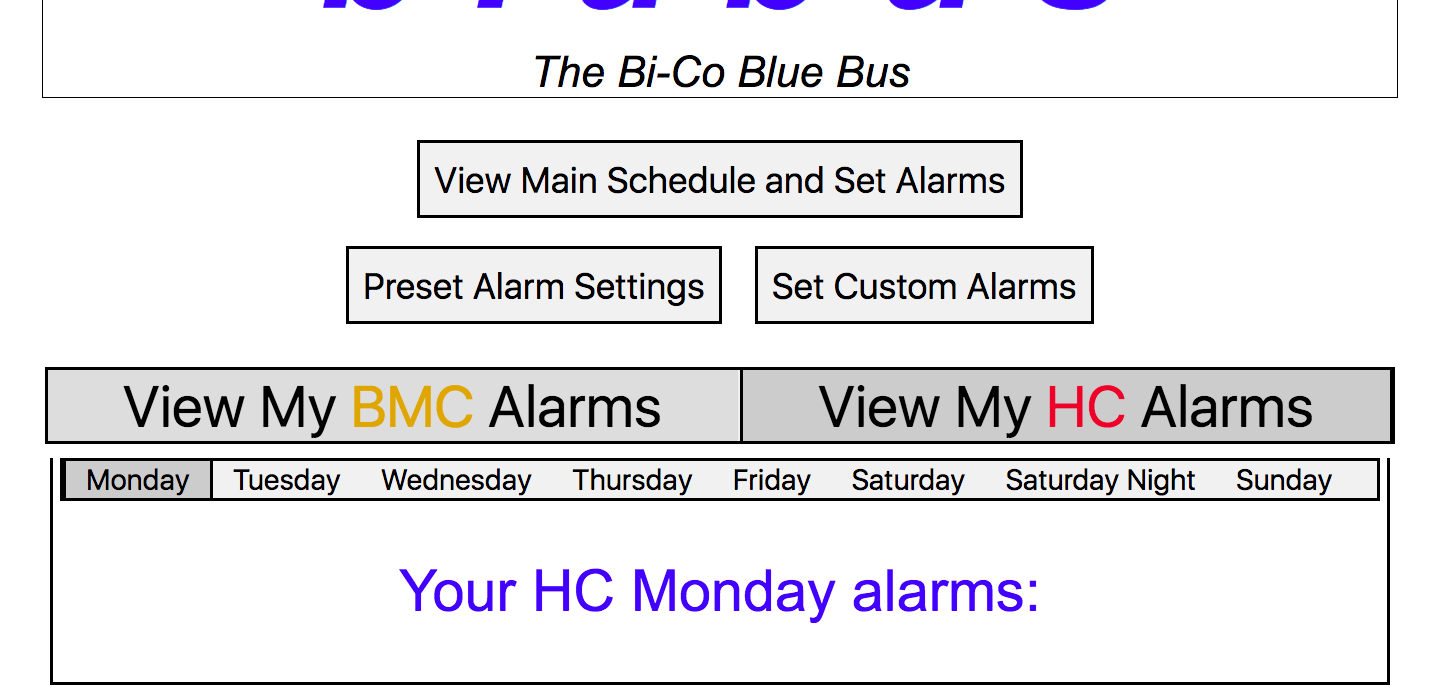 The Bi-Co Blue Bus
View Main Schedule and Set Alarms
Preset Alarm Settings Set Custom Alarms
View My BMC Alarms View My HC Alarms
Monday Tuesday Wednesday Thursday Friday Saturday Saturday Night Sunday
Your HC Monday alarms: